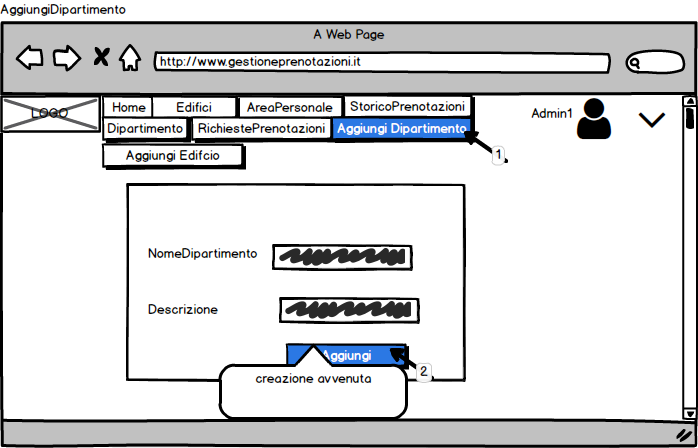 AggiungiDipartimento
A Web Page
http://www.gestioneprenotazioni.it
LOGO
Home Edifici AreaPersonale StoricoPrenotazioni
Admin1
Dipartimento RichiestePrenotazioni Aggiungi Dipartimento
1
Aggiungi Edifcio
NomeDipartimento
Descrizione
Aggiungi
2
creazione avvenuta